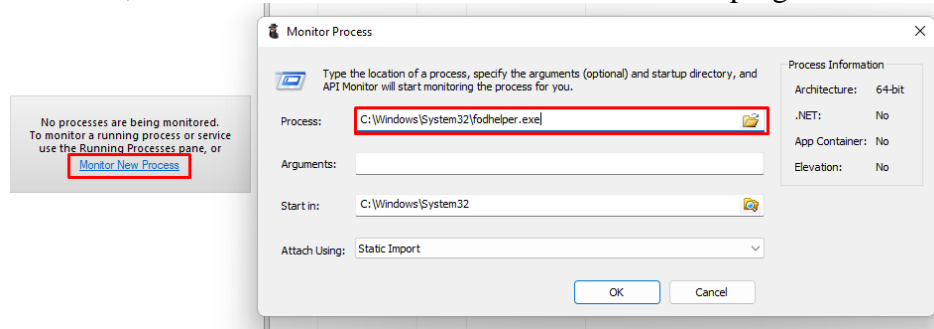 Monitor Process
No processes are being monitored.
To monitor a running process or service
use the Running Processes pane, or
Monitor New Process
Type the location of a process, specify the arguments (optional) and startup directory, and
API Monitor will start monitoring the process for you.
Process: C:\Windows\System32\fodhelper.exe
Arguments:
Start in: C:\Windows\System32
Attach Using: Static Import
OK Cancel
Process Information
Architecture: 64-bit
.NET: No
App Container: No
Elevation: No